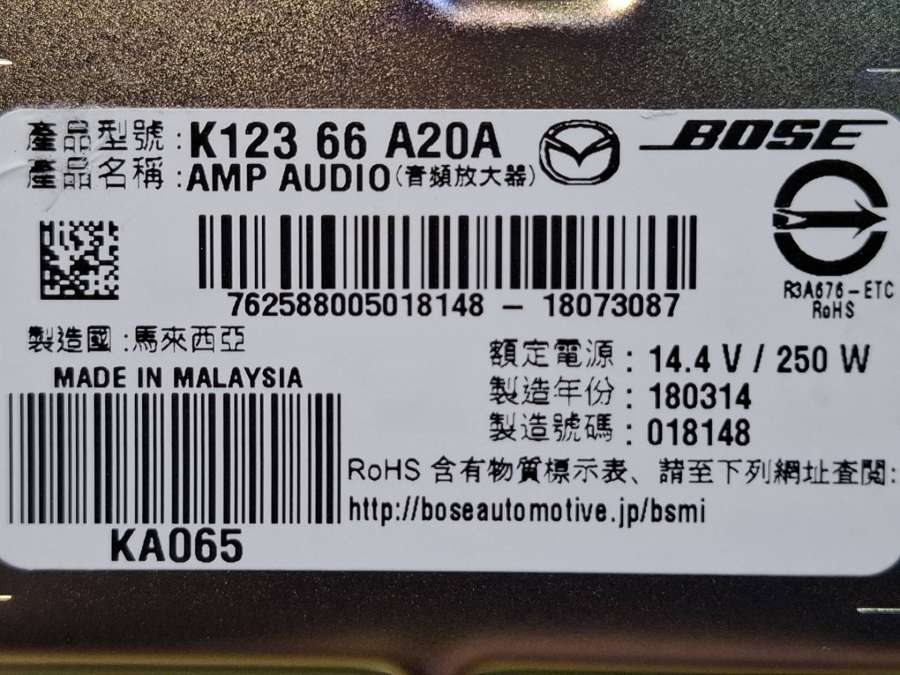 產品型號:K123 66 A20A
BOSE
產品名稱:AMP AUDIO(音頻放大器)
762588005018148 - 18073087
R3A676-ETC
RoHS
製造國:馬來西亞
MADE IN MALAYSIA
額定電源: 14.4 V / 250 W
製造年份: 180314
製造號碼: 018148
RoHS 含有物質標示表、請至下列網址查閱:
http://boseautomotive.jp/bsmi
KA065